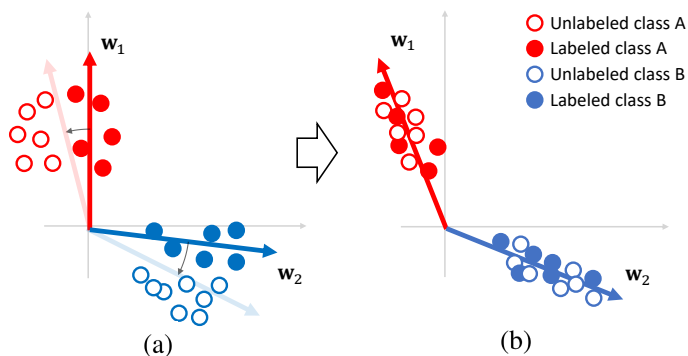 w₁
w₂
(a)
w₁
w₂
(b)
Unlabeled class A
Labeled class A
Unlabeled class B
Labeled class B